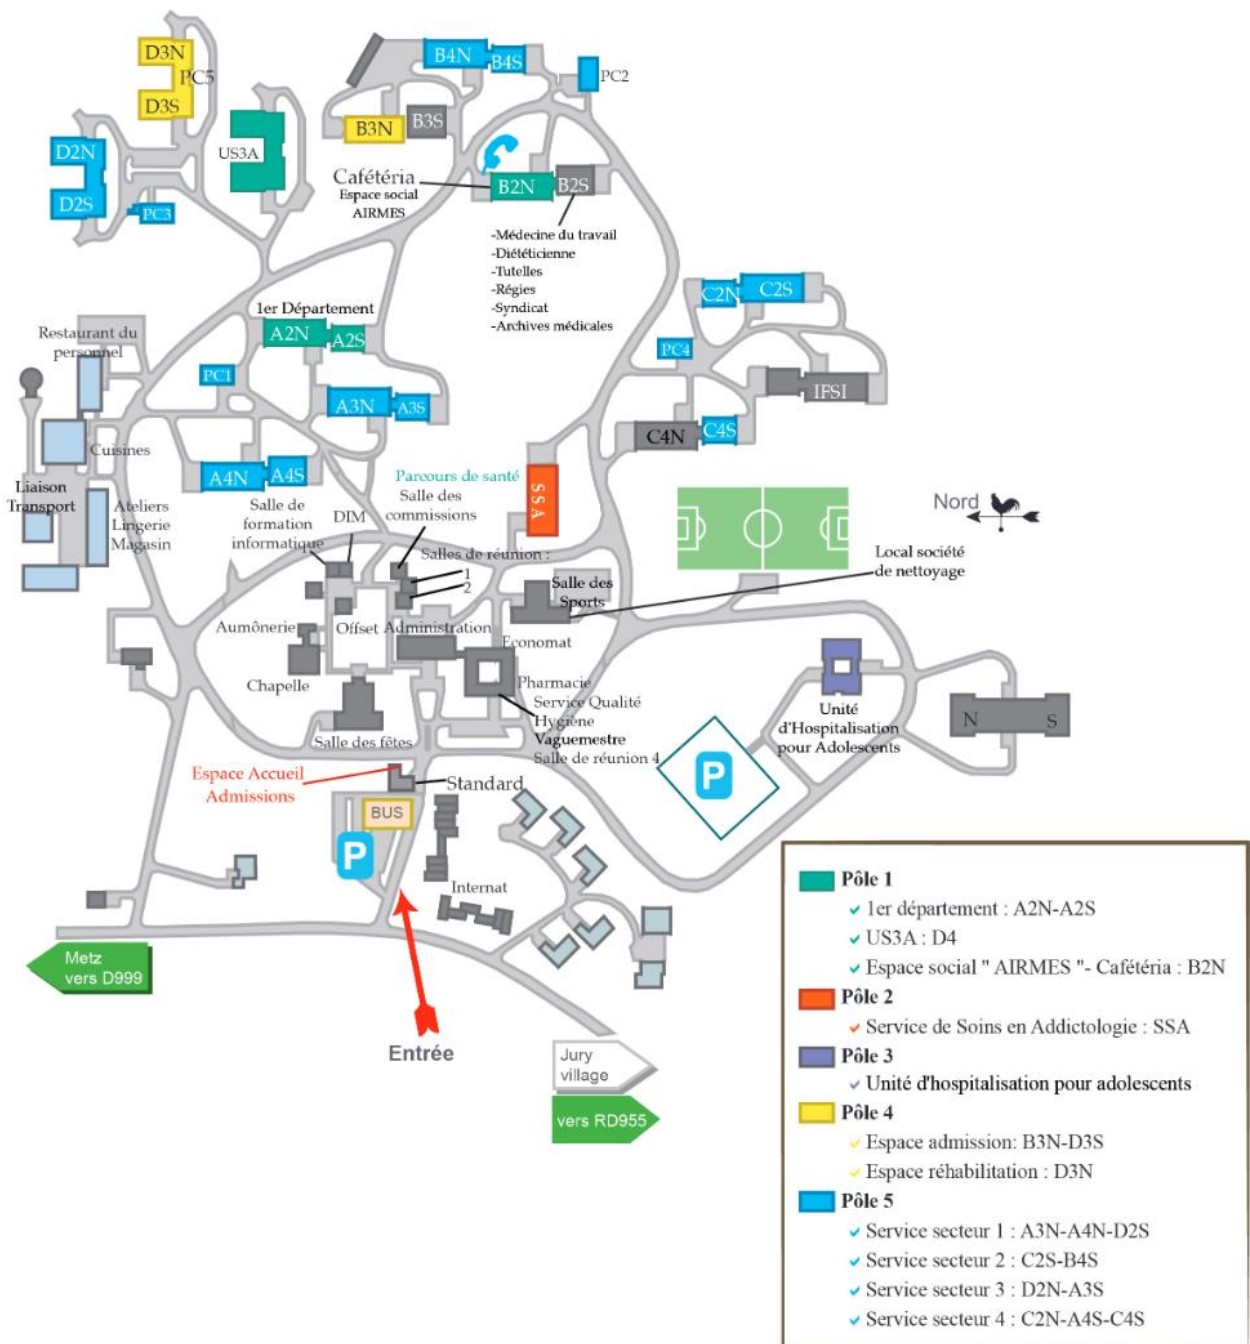 D3N
PC5
D3S
D2N
D2S
PC3
US3A
B4N
B4S
PC2
B3N
B3S
Cafétéria
Espace social
AIRMES
B2N
B2S
-Médecine du travail
-Diététicienne
-Tutelles
-Régies
-Syndicat
-Archives médicales
1er Département
A2N
A2S
PC1
A3N
A3S
A4N
A4S
C2N
C2S
PC4
IFSI
C4N
C4S
Restaurant du
personnel
Cuisines
Liaison
Transport
Ateliers
Lingerie
Magasin
Salle de
formation
informatique
DIM
Parcours de santé
Salle des
commissions
Salles de réunion :
1
2
SSA
Nord
Local société
de nettoyage
Salle des
Sports
Aumônerie
Offset
Administration
Economat
Chapelle
Pharmacie
Service Qualité
Hygiène
Vaguemestre
Salle de réunion 4
Salle des fêtes
Unité
d'Hospitalisation
pour Adolescents
N
S
P
Espace Accueil
Admissions
Standard
BUS
P
Internat
Metz
vers D999
Entrée
Jury
village
vers RD955
Pôle 1
1er département : A2N-A2S
US3A : D4
Espace social " AIRMES "- Cafétéria : B2N
Pôle 2
Service de Soins en Addictologie : SSA
Pôle 3
Unité d'hospitalisation pour adolescents
Pôle 4
Espace admission: B3N-D3S
Espace réhabilitation : D3N
Pôle 5
Service secteur 1 : A3N-A4N-D2S
Service secteur 2 : C2S-B4S
Service secteur 3 : D2N-A3S
Service secteur 4 : C2N-A4S-C4S